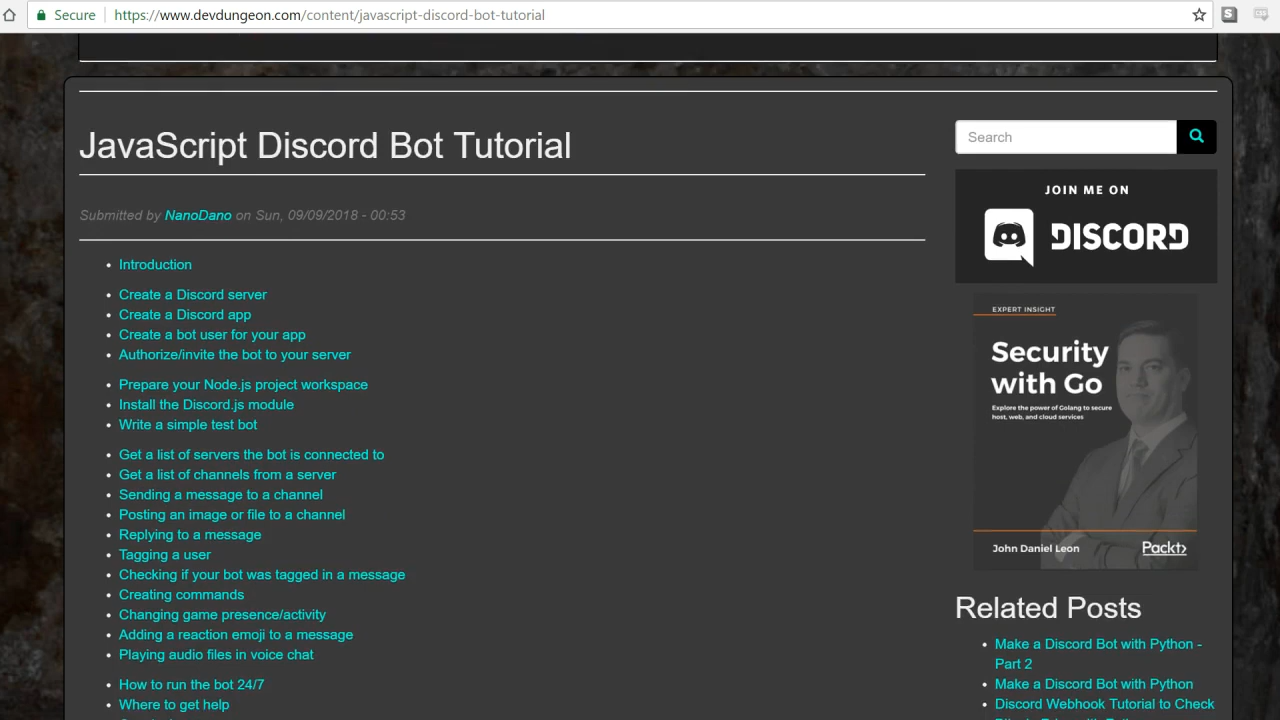 Secure
https://www.devdungeon.com/content/javascript-discord-bot-tutorial
JavaScript Discord Bot Tutorial
Submitted by NanoDano on Sun, 09/09/2018 - 00:53
Introduction
Create a Discord server
Create a Discord app
Create a bot user for your app
Authorize/invite the bot to your server
Prepare your Node.js project workspace
Install the Discord.js module
Write a simple test bot
Get a list of servers the bot is connected to
Get a list of channels from a server
Sending a message to a channel
Posting an image or file to a channel
Replying to a message
Tagging a user
Checking if your bot was tagged in a message
Creating commands
Changing game presence/activity
Adding a reaction emoji to a message
Playing audio files in voice chat
How to run the bot 24/7
Where to get help
Search
JOIN ME ON
DISCORD
EXPERT INSIGHT
Security
with Go
Explore the power of Golang to secure
host, web, and cloud services
John Daniel Leon
Packt>
Related Posts
Make a Discord Bot with Python -
Part 2
Make a Discord Bot with Python
Discord Webhook Tutorial to Check